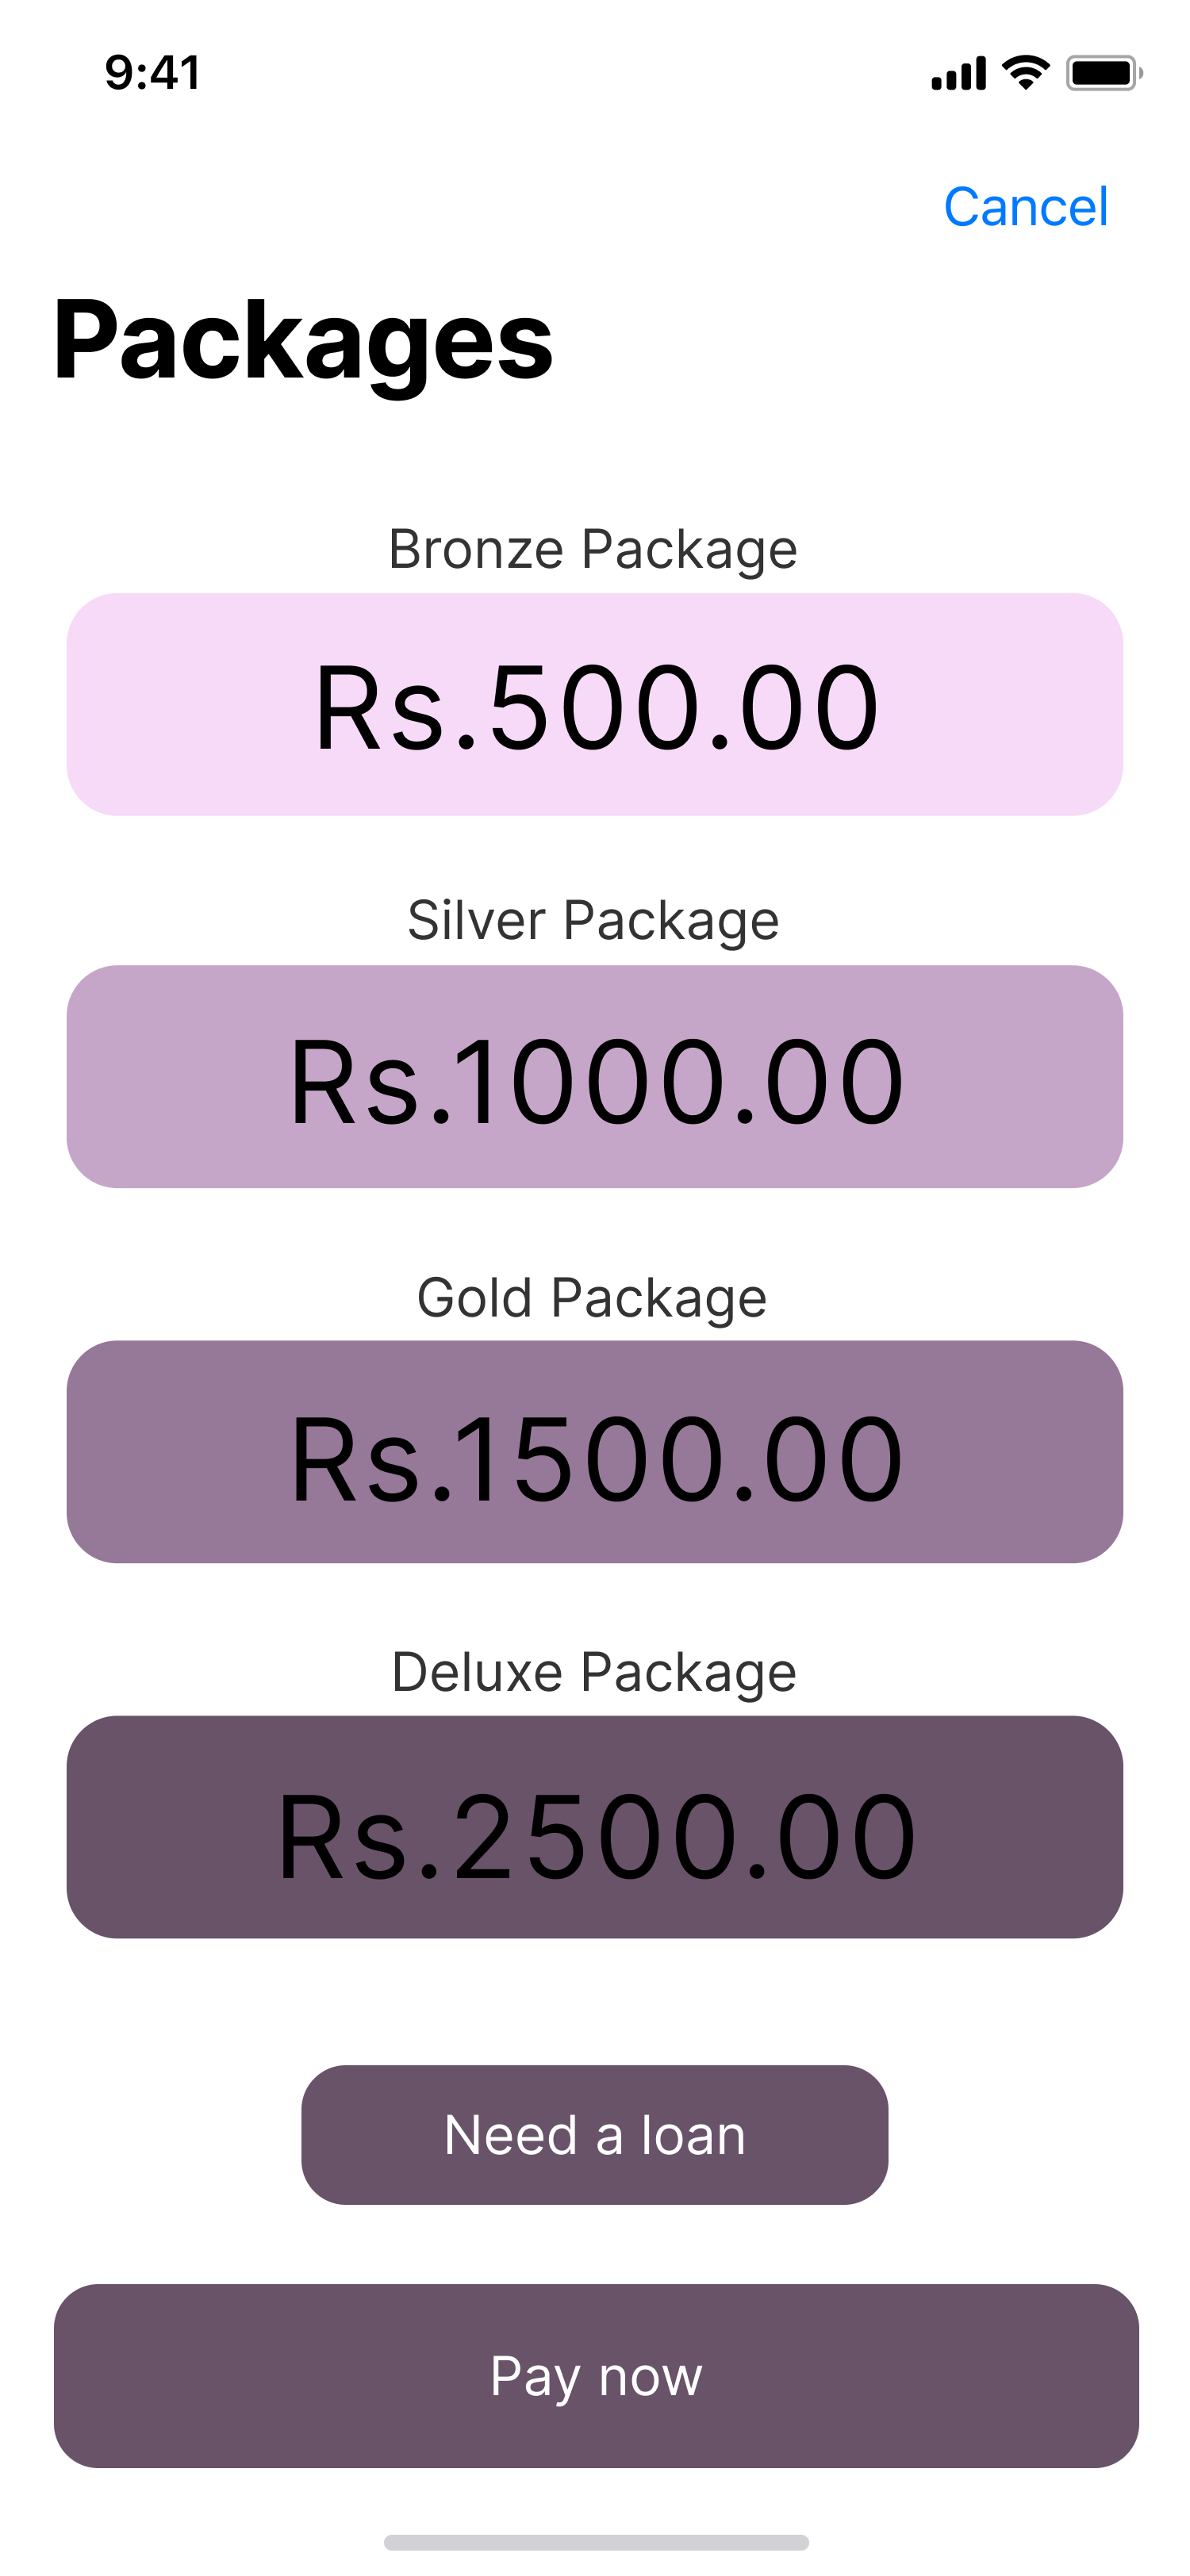 9:41
Cancel
Packages
Bronze Package
Rs.500.00
Silver Package
Rs.1000.00
Gold Package
Rs.1500.00
Deluxe Package
Rs.2500.00
Need a loan
Pay now